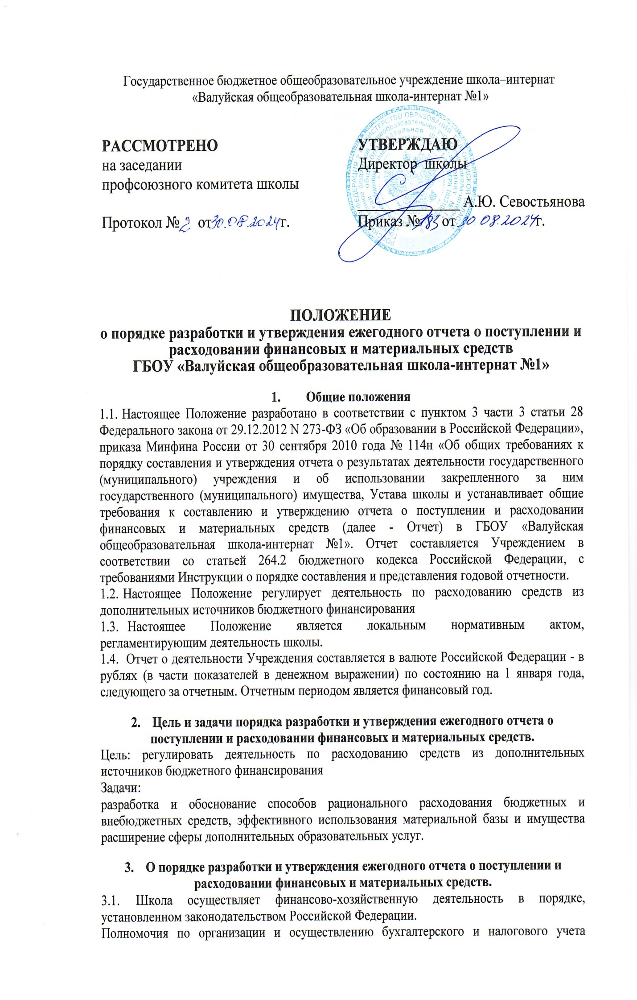 Государственное бюджетное общеобразовательное учреждение школа–интернат
«Валуйская общеобразовательная школа-интернат №1»
РАССМОТРЕНО
на заседании
профсоюзного комитета школы
Протокол № 2 от 30.08.2024 г.
УТВЕРЖДАЮ
Директор школы
А.Ю. Севостьянова
Приказ № 183 от 30.08.2024 г.
ПОЛОЖЕНИЕ
о порядке разработки и утверждения ежегодного отчета о поступлении и
расходовании финансовых и материальных средств
ГБОУ «Валуйская общеобразовательная школа-интернат №1»
1. Общие положения
1.1. Настоящее Положение разработано в соответствии с пунктом 3 части 3 статьи 28
Федерального закона от 29.12.2012 N 273-ФЗ «Об образовании в Российской Федерации»,
приказа Минфина России от 30 сентября 2010 года № 114н «Об общих требованиях к
порядку составления и утверждения отчета о результатах деятельности государственного
(муниципального) учреждения и об использовании закрепленного за ним
государственного (муниципального) имущества, Устава школы и устанавливает общие
требования к составлению и утверждению отчета о поступлении и расходовании
финансовых и материальных средств (далее - Отчет) в ГБОУ «Валуйская
общеобразовательная школа-интернат №1». Отчет составляется Учреждением в
соответствии со статьей 264.2 бюджетного кодекса Российской Федерации, с
требованиями Инструкции о порядке составления и представления годовой отчетности.
1.2. Настоящее Положение регулирует деятельность по расходованию средств из
дополнительных источников бюджетного финансирования
1.3. Настоящее Положение является локальным нормативным актом,
регламентирующим деятельность школы.
1.4. Отчет о деятельности Учреждения составляется в валюте Российской Федерации - в
рублях (в части показателей в денежном выражении) по состоянию на 1 января года,
следующего за отчетным. Отчетным периодом является финансовый год.
2. Цель и задачи порядка разработки и утверждения ежегодного отчета о
поступлении и расходовании финансовых и материальных средств.
Цель: регулировать деятельность по расходованию средств из дополнительных
источников бюджетного финансирования
Задачи:
разработка и обоснование способов рационального расходования бюджетных и
внебюджетных средств, эффективного использования материальной базы и имущества
расширение сферы дополнительных образовательных услуг.
3. О порядке разработки и утверждения ежегодного отчета о поступлении и
расходовании финансовых и материальных средств.
3.1. Школа осуществляет финансово-хозяйственную деятельность в порядке,
установленном законодательством Российской Федерации.
Полномочия по организации и осуществлению бухгалтерского и налогового учета